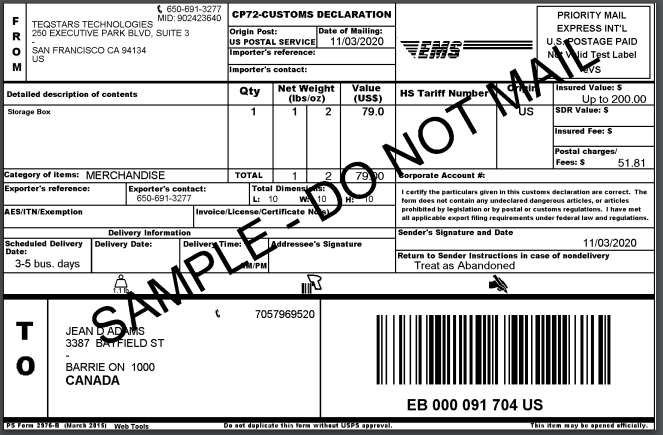 FROM
650-691-3277
MID: 902423640
TEQSTARS TECHNOLOGIES
250 EXECUTIVE PARK BLVD, SUITE 3
-
SAN FRANCISCO CA 94134
US
CP72-CUSTOMS DECLARATION
Origin Post:
US POSTAL SERVICE
Date of Mailing:
11/03/2020
Importer's reference:
Importer's contact:
EMS
PRIORITY MAIL
EXPRESS INT'L
U.S. POSTAGE PAID
Not Valid Test Label
eVS
Detailed description of contents
Qty
Net Weight
(lbs/oz)
Value
(US$)
HS Tariff Number
Origin
Insured Value: $
Up to 200.00
Storage Box
1
1 2
79.0
US
SDR Value: $
Insured Fee: $
Postal charges/
Fees: $ 51.81
Category of items: MERCHANDISE
TOTAL 1 2 79.00
Corporate Account #:
Exporter's reference:
Exporter's contact:
650-691-3277
Total Dimensions:
L: 10 W: 10 H: 10
I certify the particulars given in this customs declaration are correct. The
form does not contain any undeclared dangerous articles, or articles
prohibited by legislation or by postal or customs regulations. I have met
all applicable export filing requirements under federal law and regulations.
AES/ITN/Exemption
Invoice/License/Certificate No(s)
Delivery Information
Sender's Signature and Date
11/03/2020
Scheduled Delivery
Date:
3-5 bus. days
Delivery Date:
Delivery Time:
AM/PM
Addressee's Signature
Return to Sender Instructions in case of nondelivery
Treat as Abandoned
1.1 lb
SAMPLE - DO NOT MAIL
TO
7057969520
JEAN D ADAMS
3387 BAYFIELD ST
-
BARRIE ON 1000
CANADA
EB 000 091 704 US
PS Form 2976-B (March 2015) Web Tools
Do not duplicate this form without USPS approval.
This item may be opened officially.